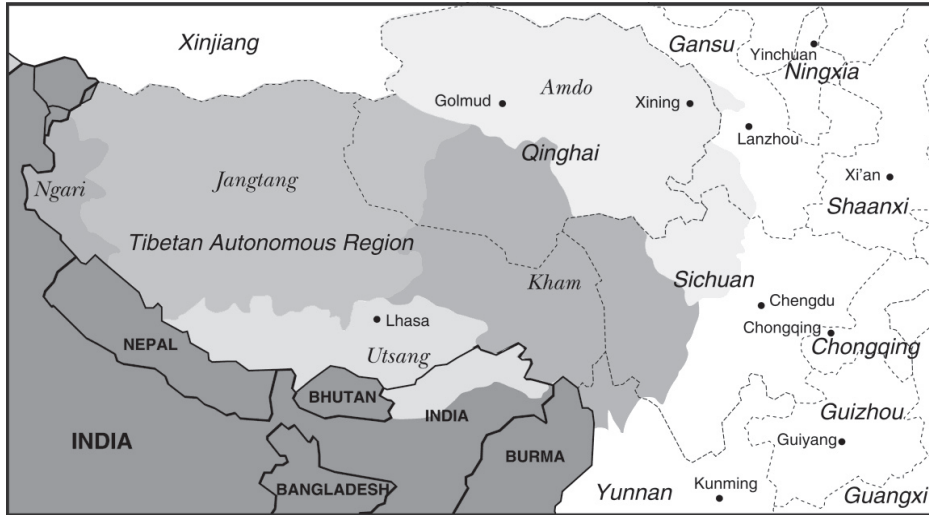 Xinjiang
Gansu
Yinchuan
Ningxia
Golmud
Amdo
Xining
Lanzhou
Qinghai
Xi'an
Shaanxi
Ngari
Jangtang
Tibetan Autonomous Region
Kham
Sichuan
Chengdu
Chongqing
Chongqing
Lhasa
Utsang
NEPAL
BHUTAN
INDIA
INDIA
BURMA
BANGLADESH
Guizhou
Guiyang
Kunming
Yunnan
Guangxi